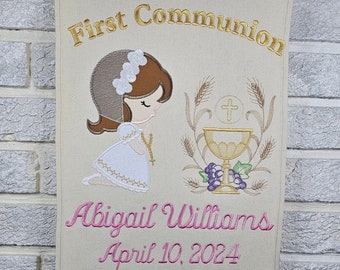 First Communion
Abigail Williams
April 10, 2024